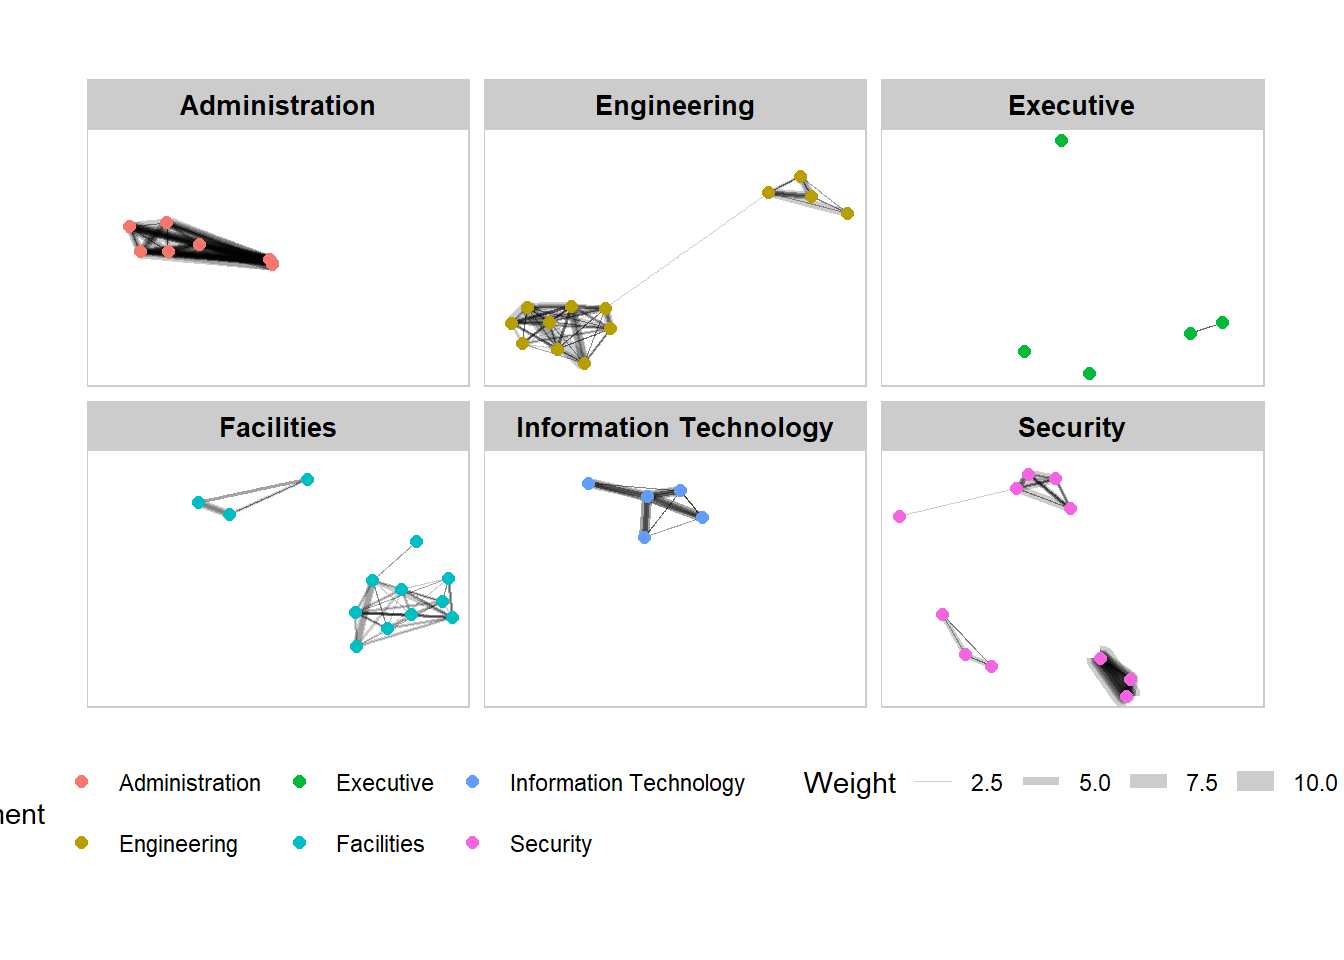 Administration
Engineering
Executive
Facilities
Information Technology
Security
Administration
Executive
Information Technology
Weight
2.5
5.0
7.5
10.0
Engineering
Facilities
Security